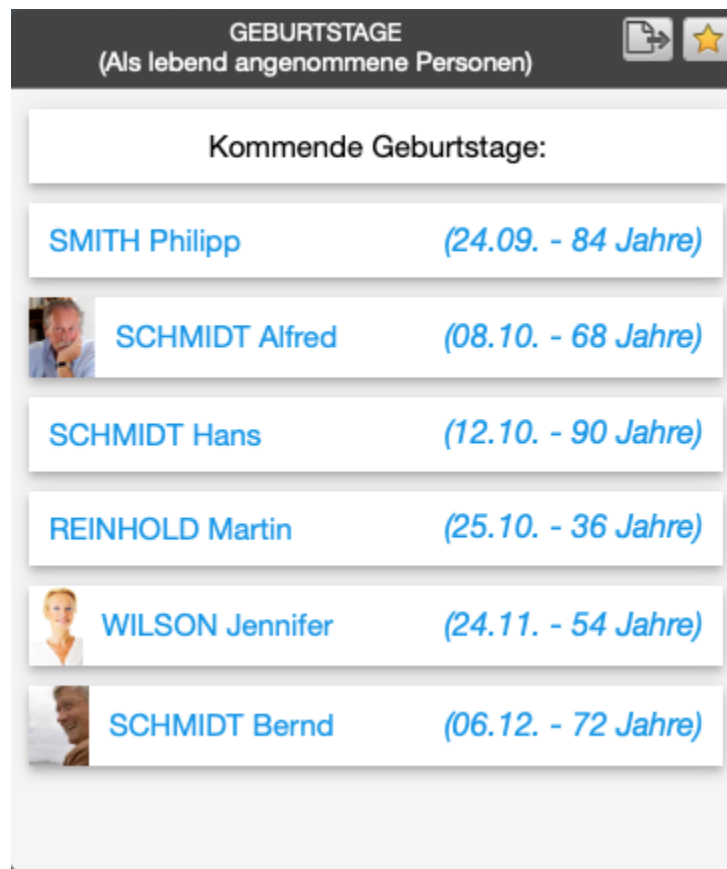 GEBURTSTAGE
(Als lebend angenommene Personen)
Kommende Geburtstage:
SMITH Philipp (24.09. - 84 Jahre)
SCHMIDT Alfred (08.10. - 68 Jahre)
SCHMIDT Hans (12.10. - 90 Jahre)
REINHOLD Martin (25.10. - 36 Jahre)
WILSON Jennifer (24.11. - 54 Jahre)
SCHMIDT Bernd (06.12. - 72 Jahre)